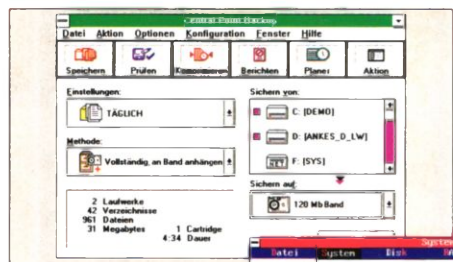 Central Point Backup
Datei Aktion Optionen Konfiguration Fenster Hilfe
Speichern Prüfen Komprimieren Berichten Planer Aktion
Einstellungen:
TÄGLICH
Methode:
Vollständig, an Band anhängen
2 Laufwerke
42 Verzeichnisse
961 Dateien
31 Megabytes 1 Cartridge
4:34 Dauer
Sichern von:
C: [DEMO]
D: [ANKES_D_LW]
F: [SYS]
Sichern auf:
120 Mb Band
System
Datei System Disk